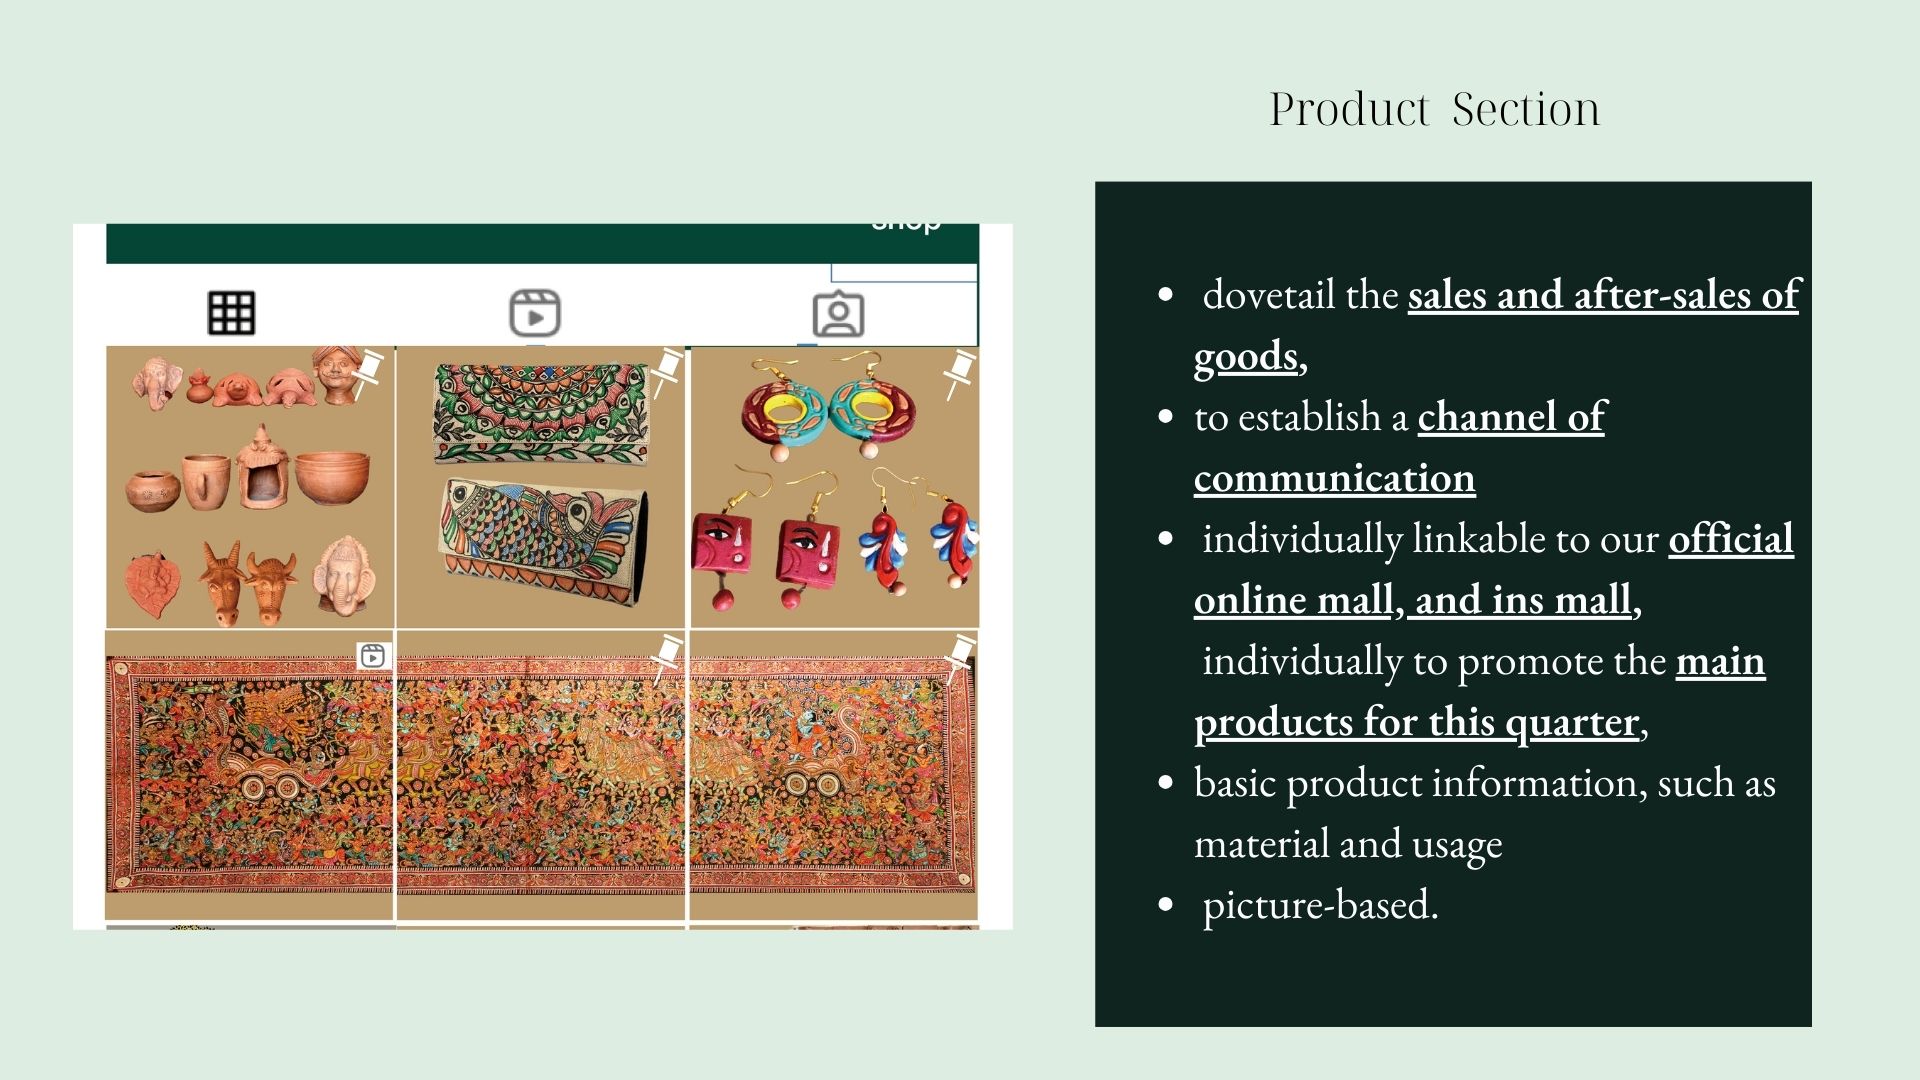 Product Section
shop
dovetail the sales and after-sales of
goods,
to establish a channel of
communication
individually linkable to our official
online mall, and ins mall,
individually to promote the main
products for this quarter,
basic product information, such as
material and usage
picture-based.